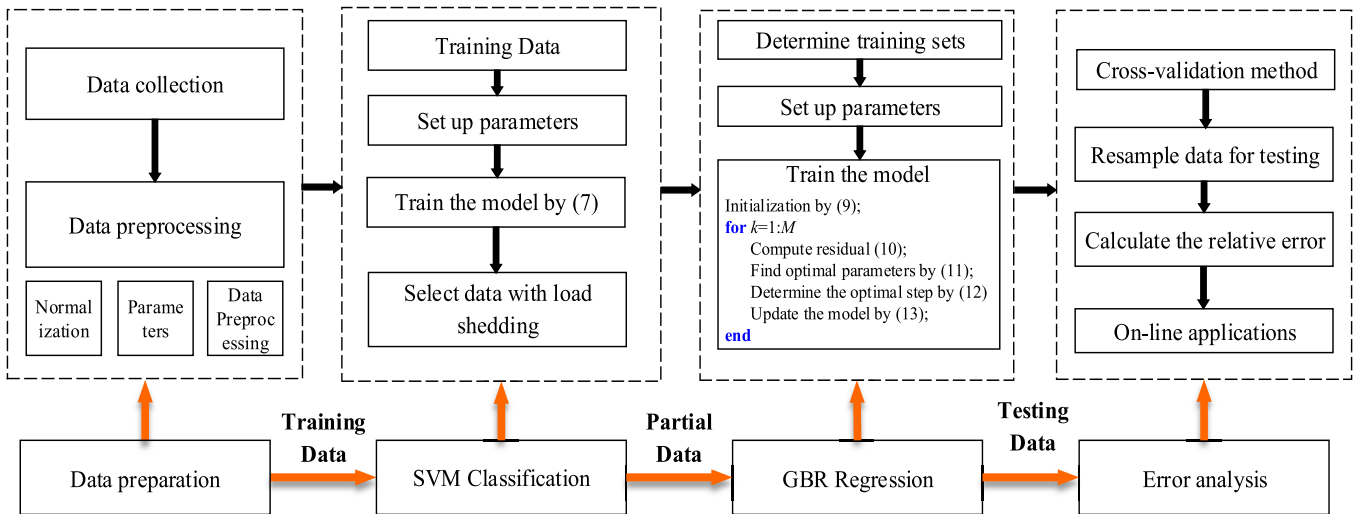 Data collection
Data preprocessing
Normal
ization
Parame
ters
Data
Preproc
essing
Training Data
Set up parameters
Train the model by (7)
Select data with load
shedding
Determine training sets
Set up parameters
Train the model
Initialization by (9);
for k=1:M
Compute residual (10);
Find optimal parameters by (11);
Determine the optimal step by (12)
Update the model by (13);
end
Cross-validation method
Resample data for testing
Calculate the relative error
On-line applications
Data preparation
Training
Data
SVM Classification
Partial
Data
GBR Regression
Testing
Data
Error analysis